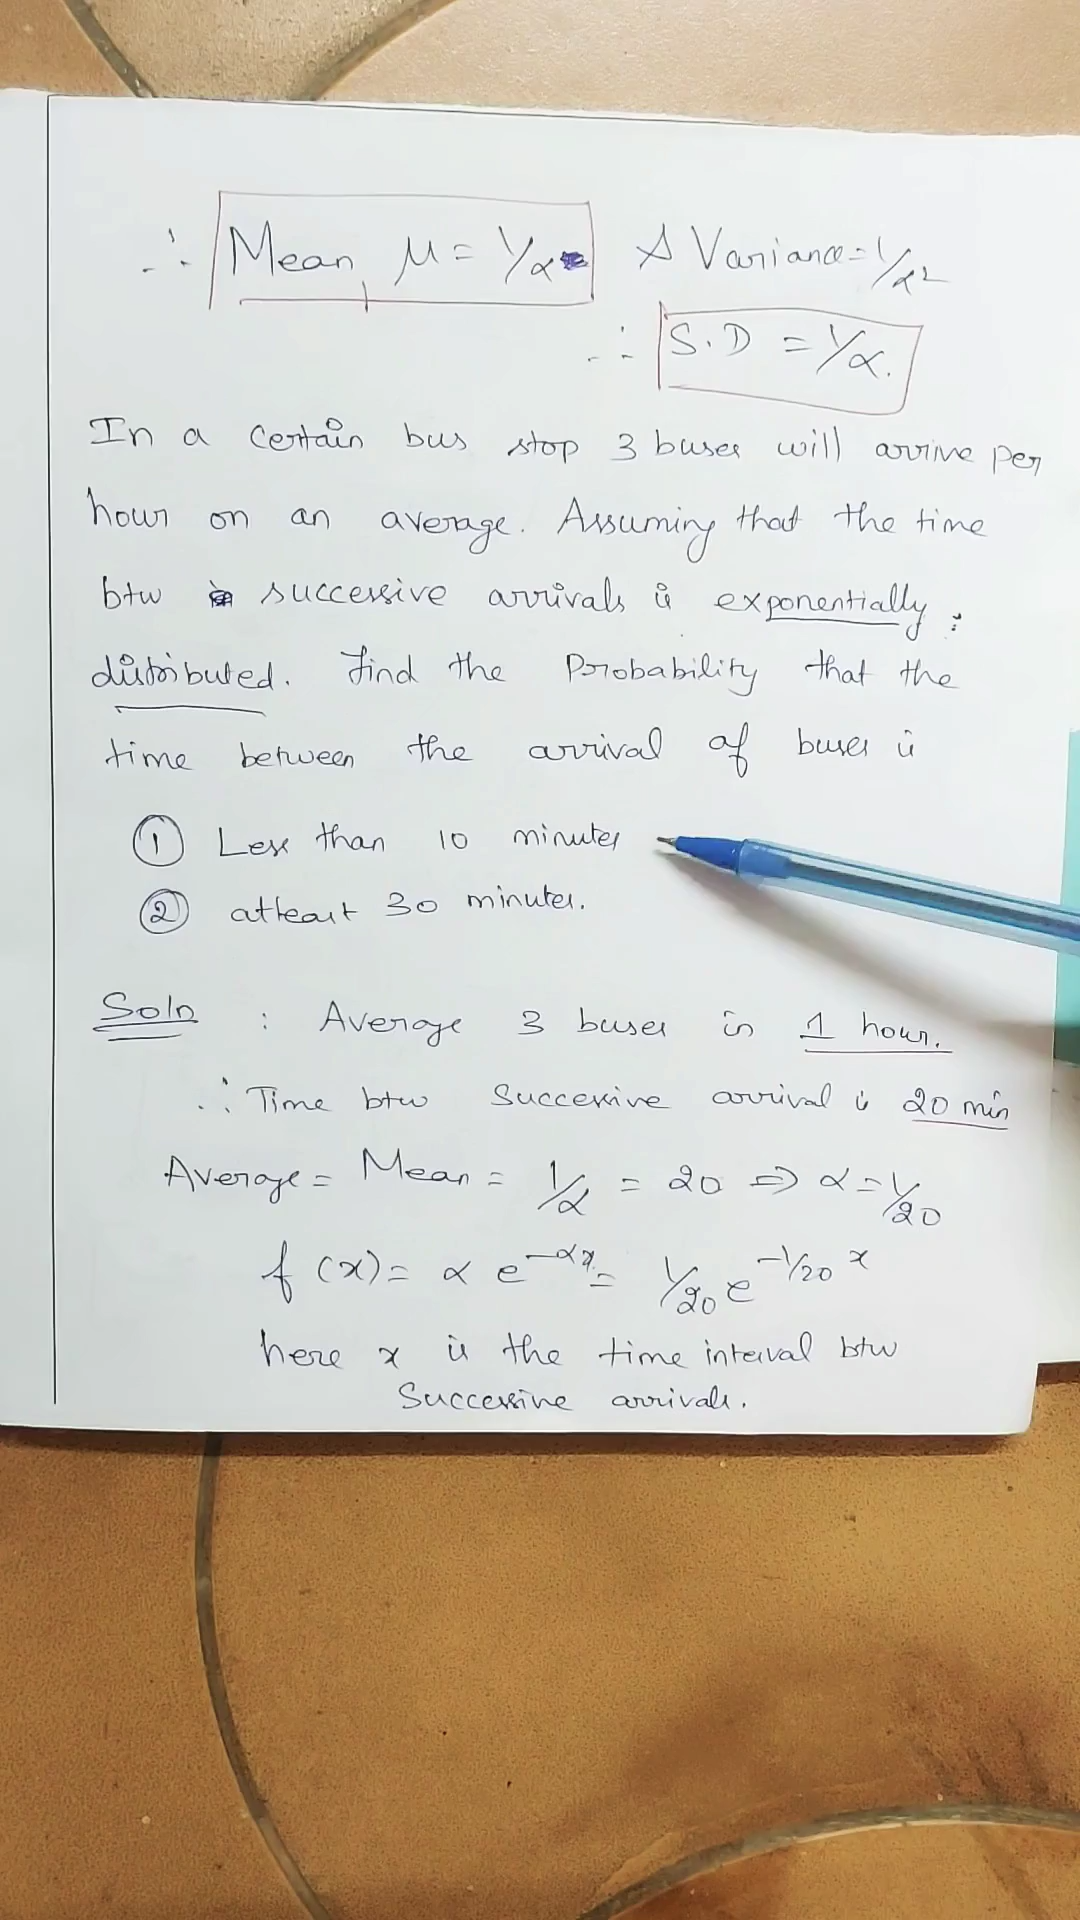 ∴ Mean, μ = 1/α & Variance = 1/α²
∴ S.D = 1/α.
In a certain bus stop 3 buses will arrive per
hour on an average. Assuming that the time
btw successive arrivals is exponentially
distributed. Find the Probability that the
time between the arrival of buses is
① Less than 10 minutes
② atleast 30 minutes.
Soln : Average 3 buses in 1 hour.
∴ Time btw Successive arrival is 20 min
Average = Mean = 1/α = 20 ⇒ α = 1/20
f(x) = α e^{-αx} = 1/20 e^{-1/20 x}
here x is the time interval btw
Successive arrivals.